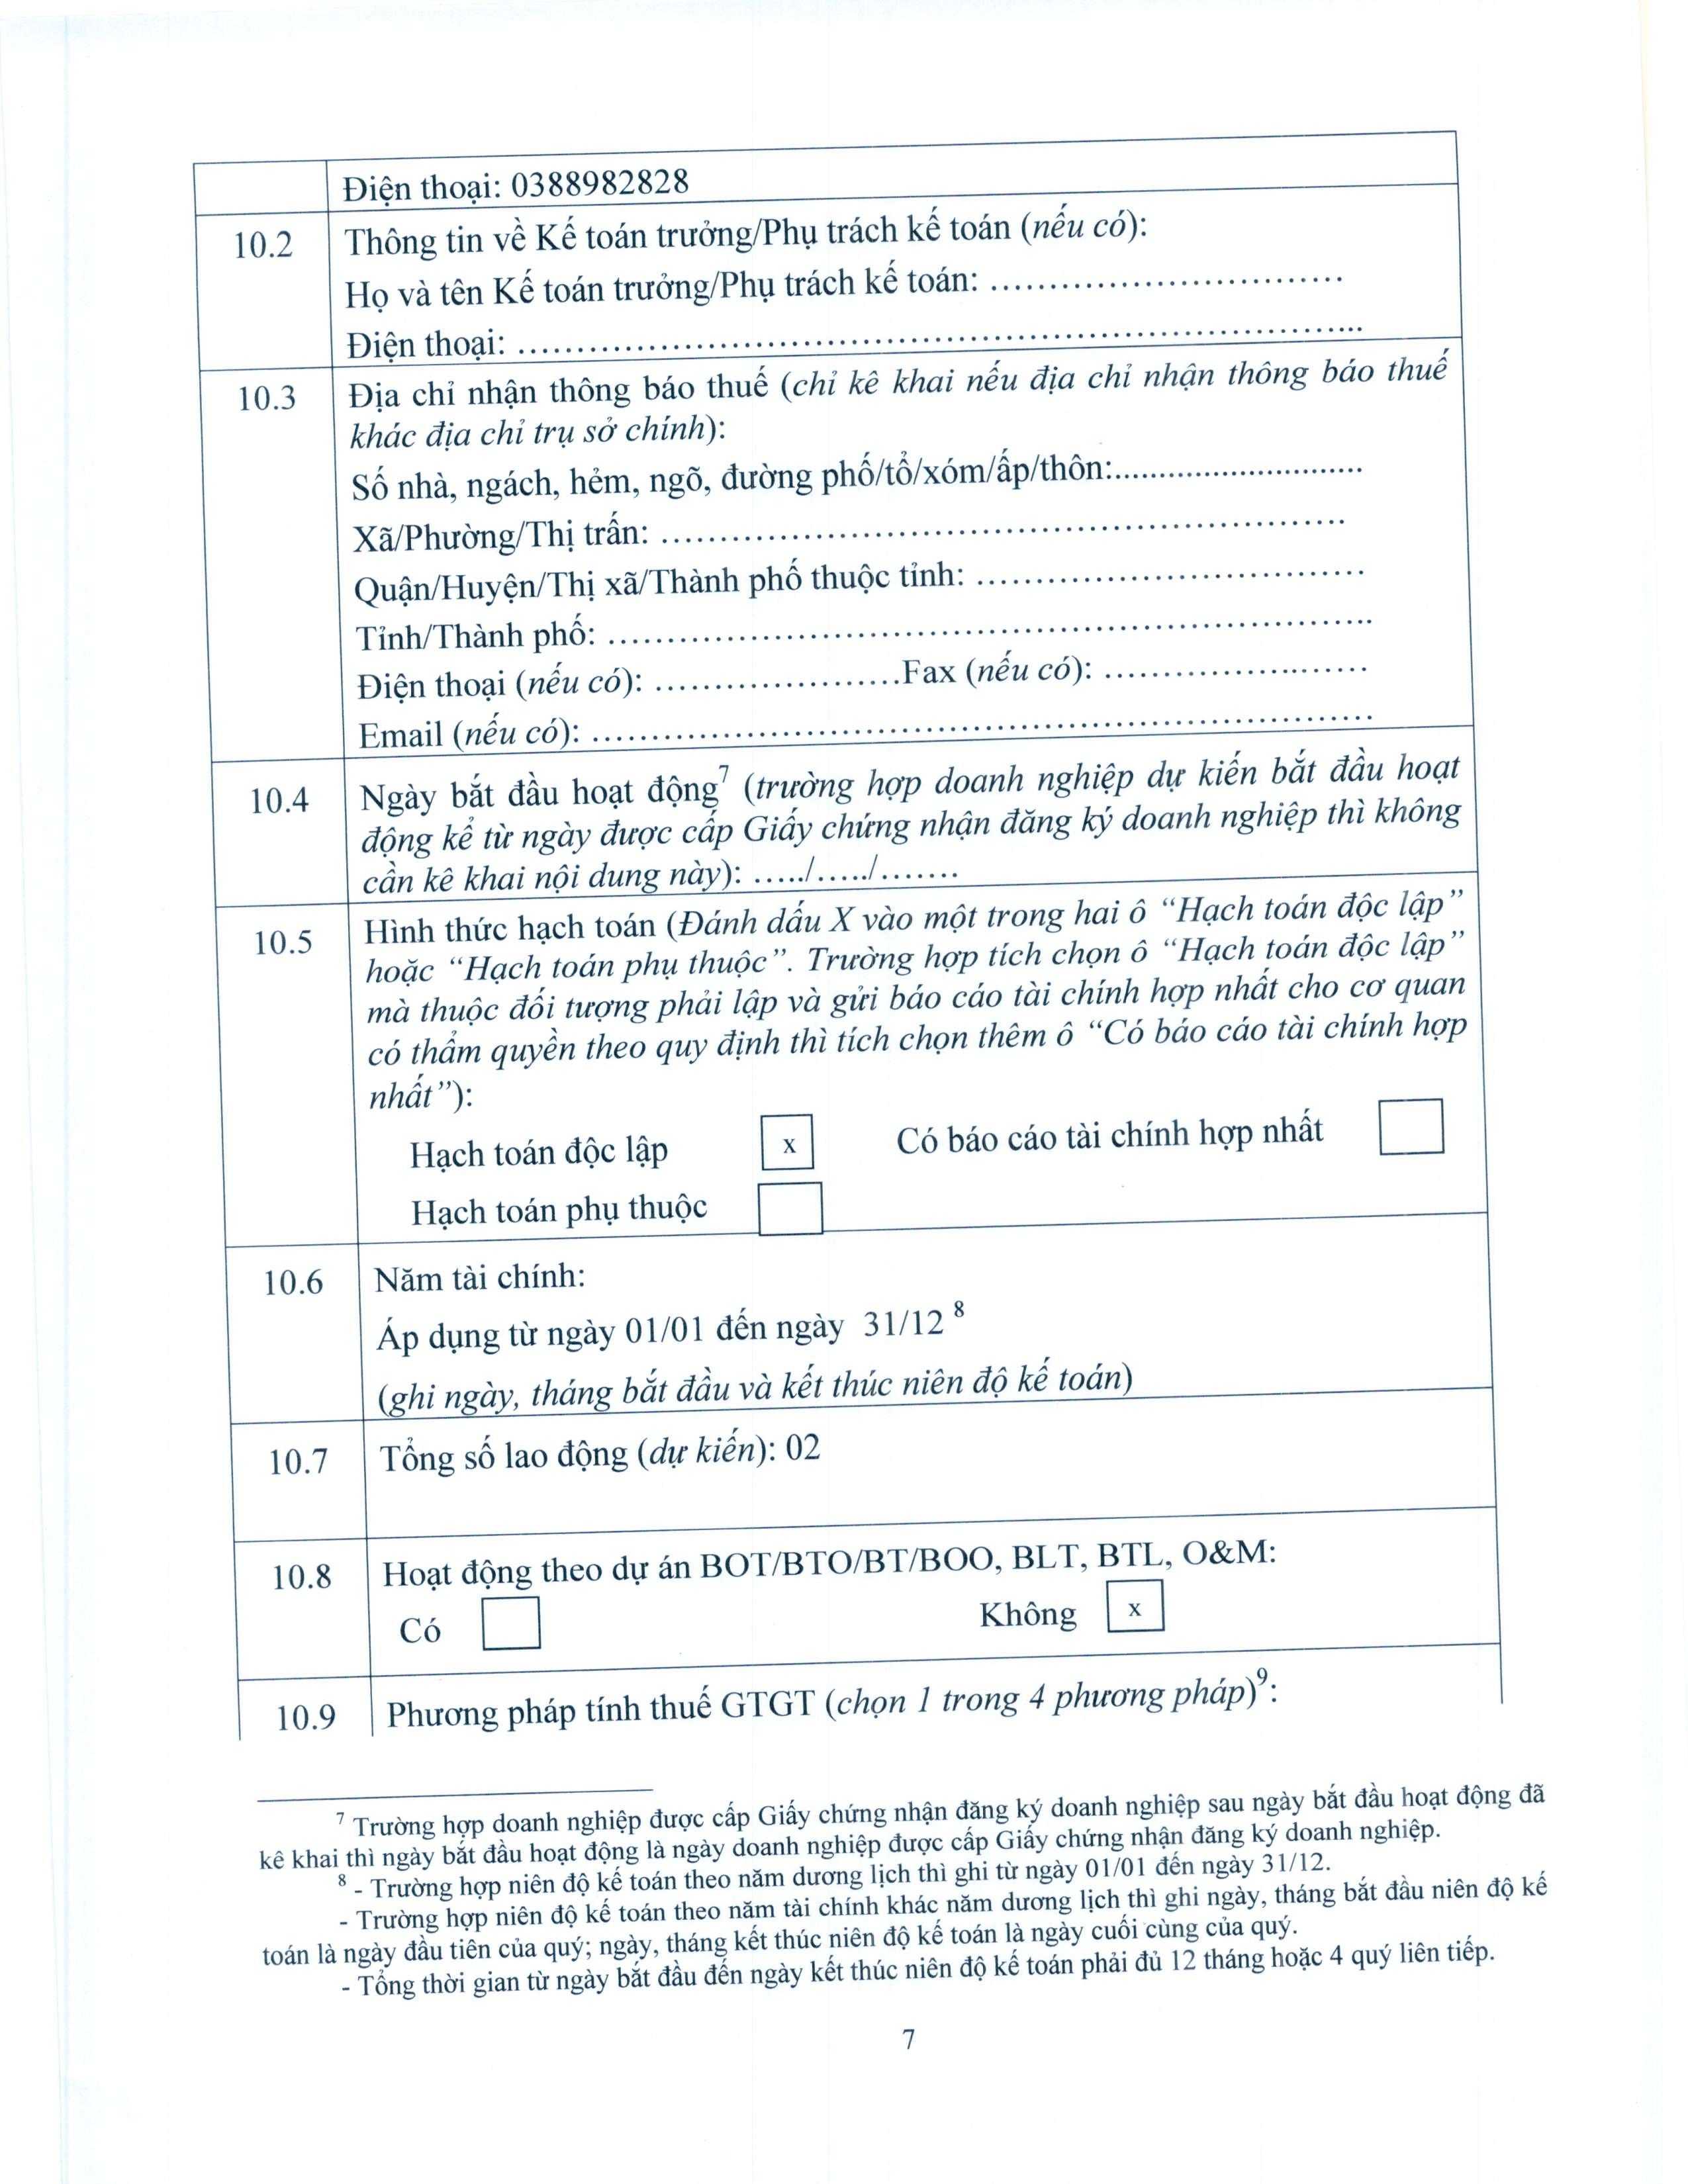 Điện thoại: 0388982828
10.2 Thông tin về Kế toán trưởng/Phụ trách kế toán (nếu có):
Họ và tên Kế toán trưởng/Phụ trách kế toán: ..............................
Điện thoại: ........................................................................
10.3 Địa chỉ nhận thông báo thuế (chỉ kê khai nếu địa chỉ nhận thông báo thuế
khác địa chỉ trụ sở chính):
Số nhà, ngách, hẻm, ngõ, đường phố/tổ/xóm/ấp/thôn:...........................
Xã/Phường/Thị trấn: ...........................................................
Quận/Huyện/Thị xã/Thành phố thuộc tỉnh: .................................
Tỉnh/Thành phố: .................................................................
Điện thoại (nếu có): .....................Fax (nếu có): .......................
Email (nếu có): ..................................................................
10.4 Ngày bắt đầu hoạt động7 (trường hợp doanh nghiệp dự kiến bắt đầu hoạt
động kể từ ngày được cấp Giấy chứng nhận đăng ký doanh nghiệp thì không
cần kê khai nội dung này): ...../...../.......
10.5 Hình thức hạch toán (Đánh dấu X vào một trong hai ô “Hạch toán độc lập”
hoặc “Hạch toán phụ thuộc”. Trường hợp tích chọn ô “Hạch toán độc lập”
mà thuộc đối tượng phải lập và gửi báo cáo tài chính hợp nhất cho cơ quan
có thẩm quyền theo quy định thì tích chọn thêm ô “Có báo cáo tài chính hợp
nhất”):
Hạch toán độc lập x Có báo cáo tài chính hợp nhất
Hạch toán phụ thuộc
10.6 Năm tài chính:
Áp dụng từ ngày 01/01 đến ngày 31/12 8
(ghi ngày, tháng bắt đầu và kết thúc niên độ kế toán)
10.7 Tổng số lao động (dự kiến): 02
10.8 Hoạt động theo dự án BOT/BTO/BT/BOO, BLT, BTL, O&M:
Có Không x
10.9 Phương pháp tính thuế GTGT (chọn 1 trong 4 phương pháp)9:
7 Trường hợp doanh nghiệp được cấp Giấy chứng nhận đăng ký doanh nghiệp sau ngày bắt đầu hoạt động đã
kê khai thì ngày bắt đầu hoạt động là ngày doanh nghiệp được cấp Giấy chứng nhận đăng ký doanh nghiệp.
8 - Trường hợp niên độ kế toán theo năm dương lịch thì ghi từ ngày 01/01 đến ngày 31/12.
- Trường hợp niên độ kế toán theo năm tài chính khác năm dương lịch thì ghi ngày, tháng bắt đầu niên độ kế
toán là ngày đầu tiên của quý; ngày, tháng kết thúc niên độ kế toán là ngày cuối cùng của quý.
- Tổng thời gian từ ngày bắt đầu đến ngày kết thúc niên độ kế toán phải đủ 12 tháng hoặc 4 quý liên tiếp.
7